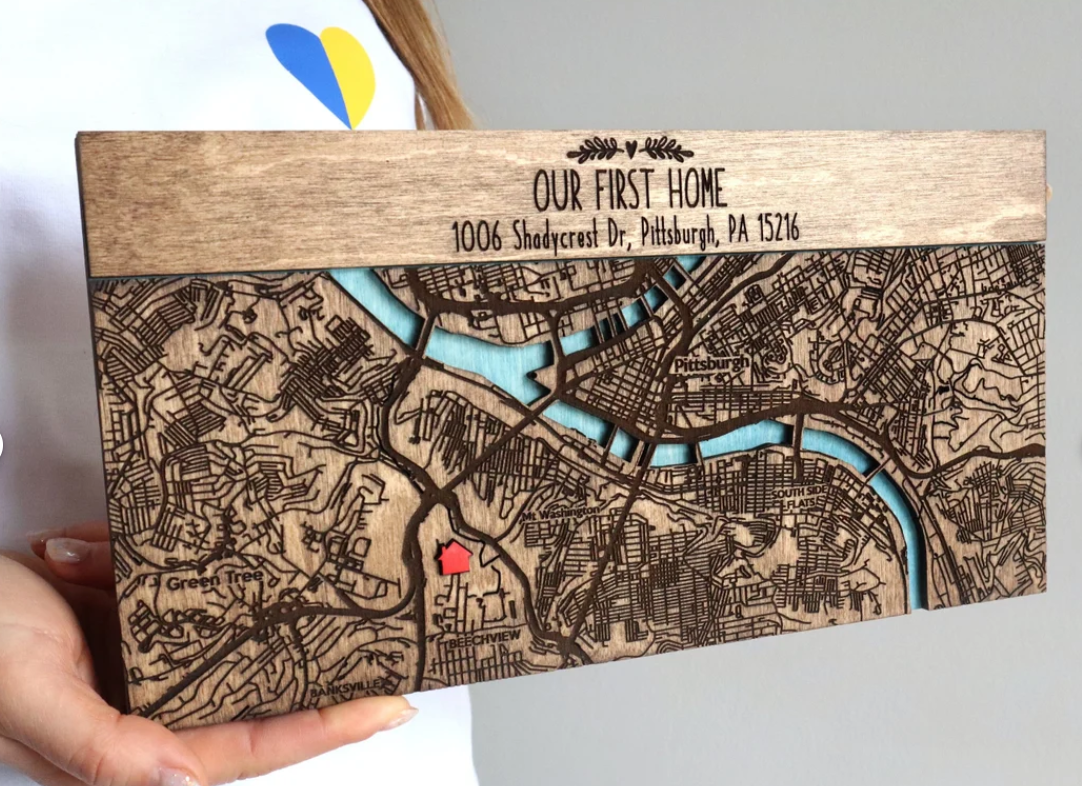 OUR FIRST HOME
1006 Shadycrest Dr, Pittsburgh, PA 15216
Pittsburgh
SOUTH SIDE
FLATS
Mt Washington
Green Tree
BEECHVIEW
BANKSVILLE